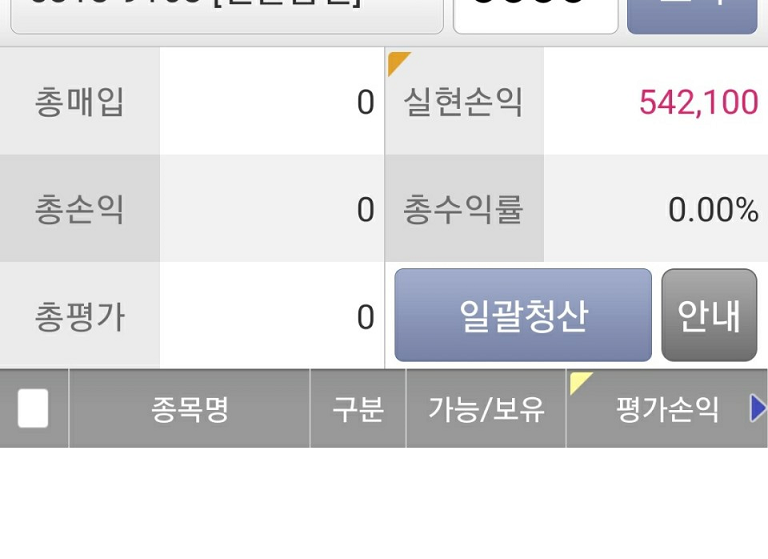 총매입 0 실현손익 542,100
총손익 0 총수익률 0.00%
총평가 0 일괄청산 안내
종목명 구분 가능/보유 평가손익